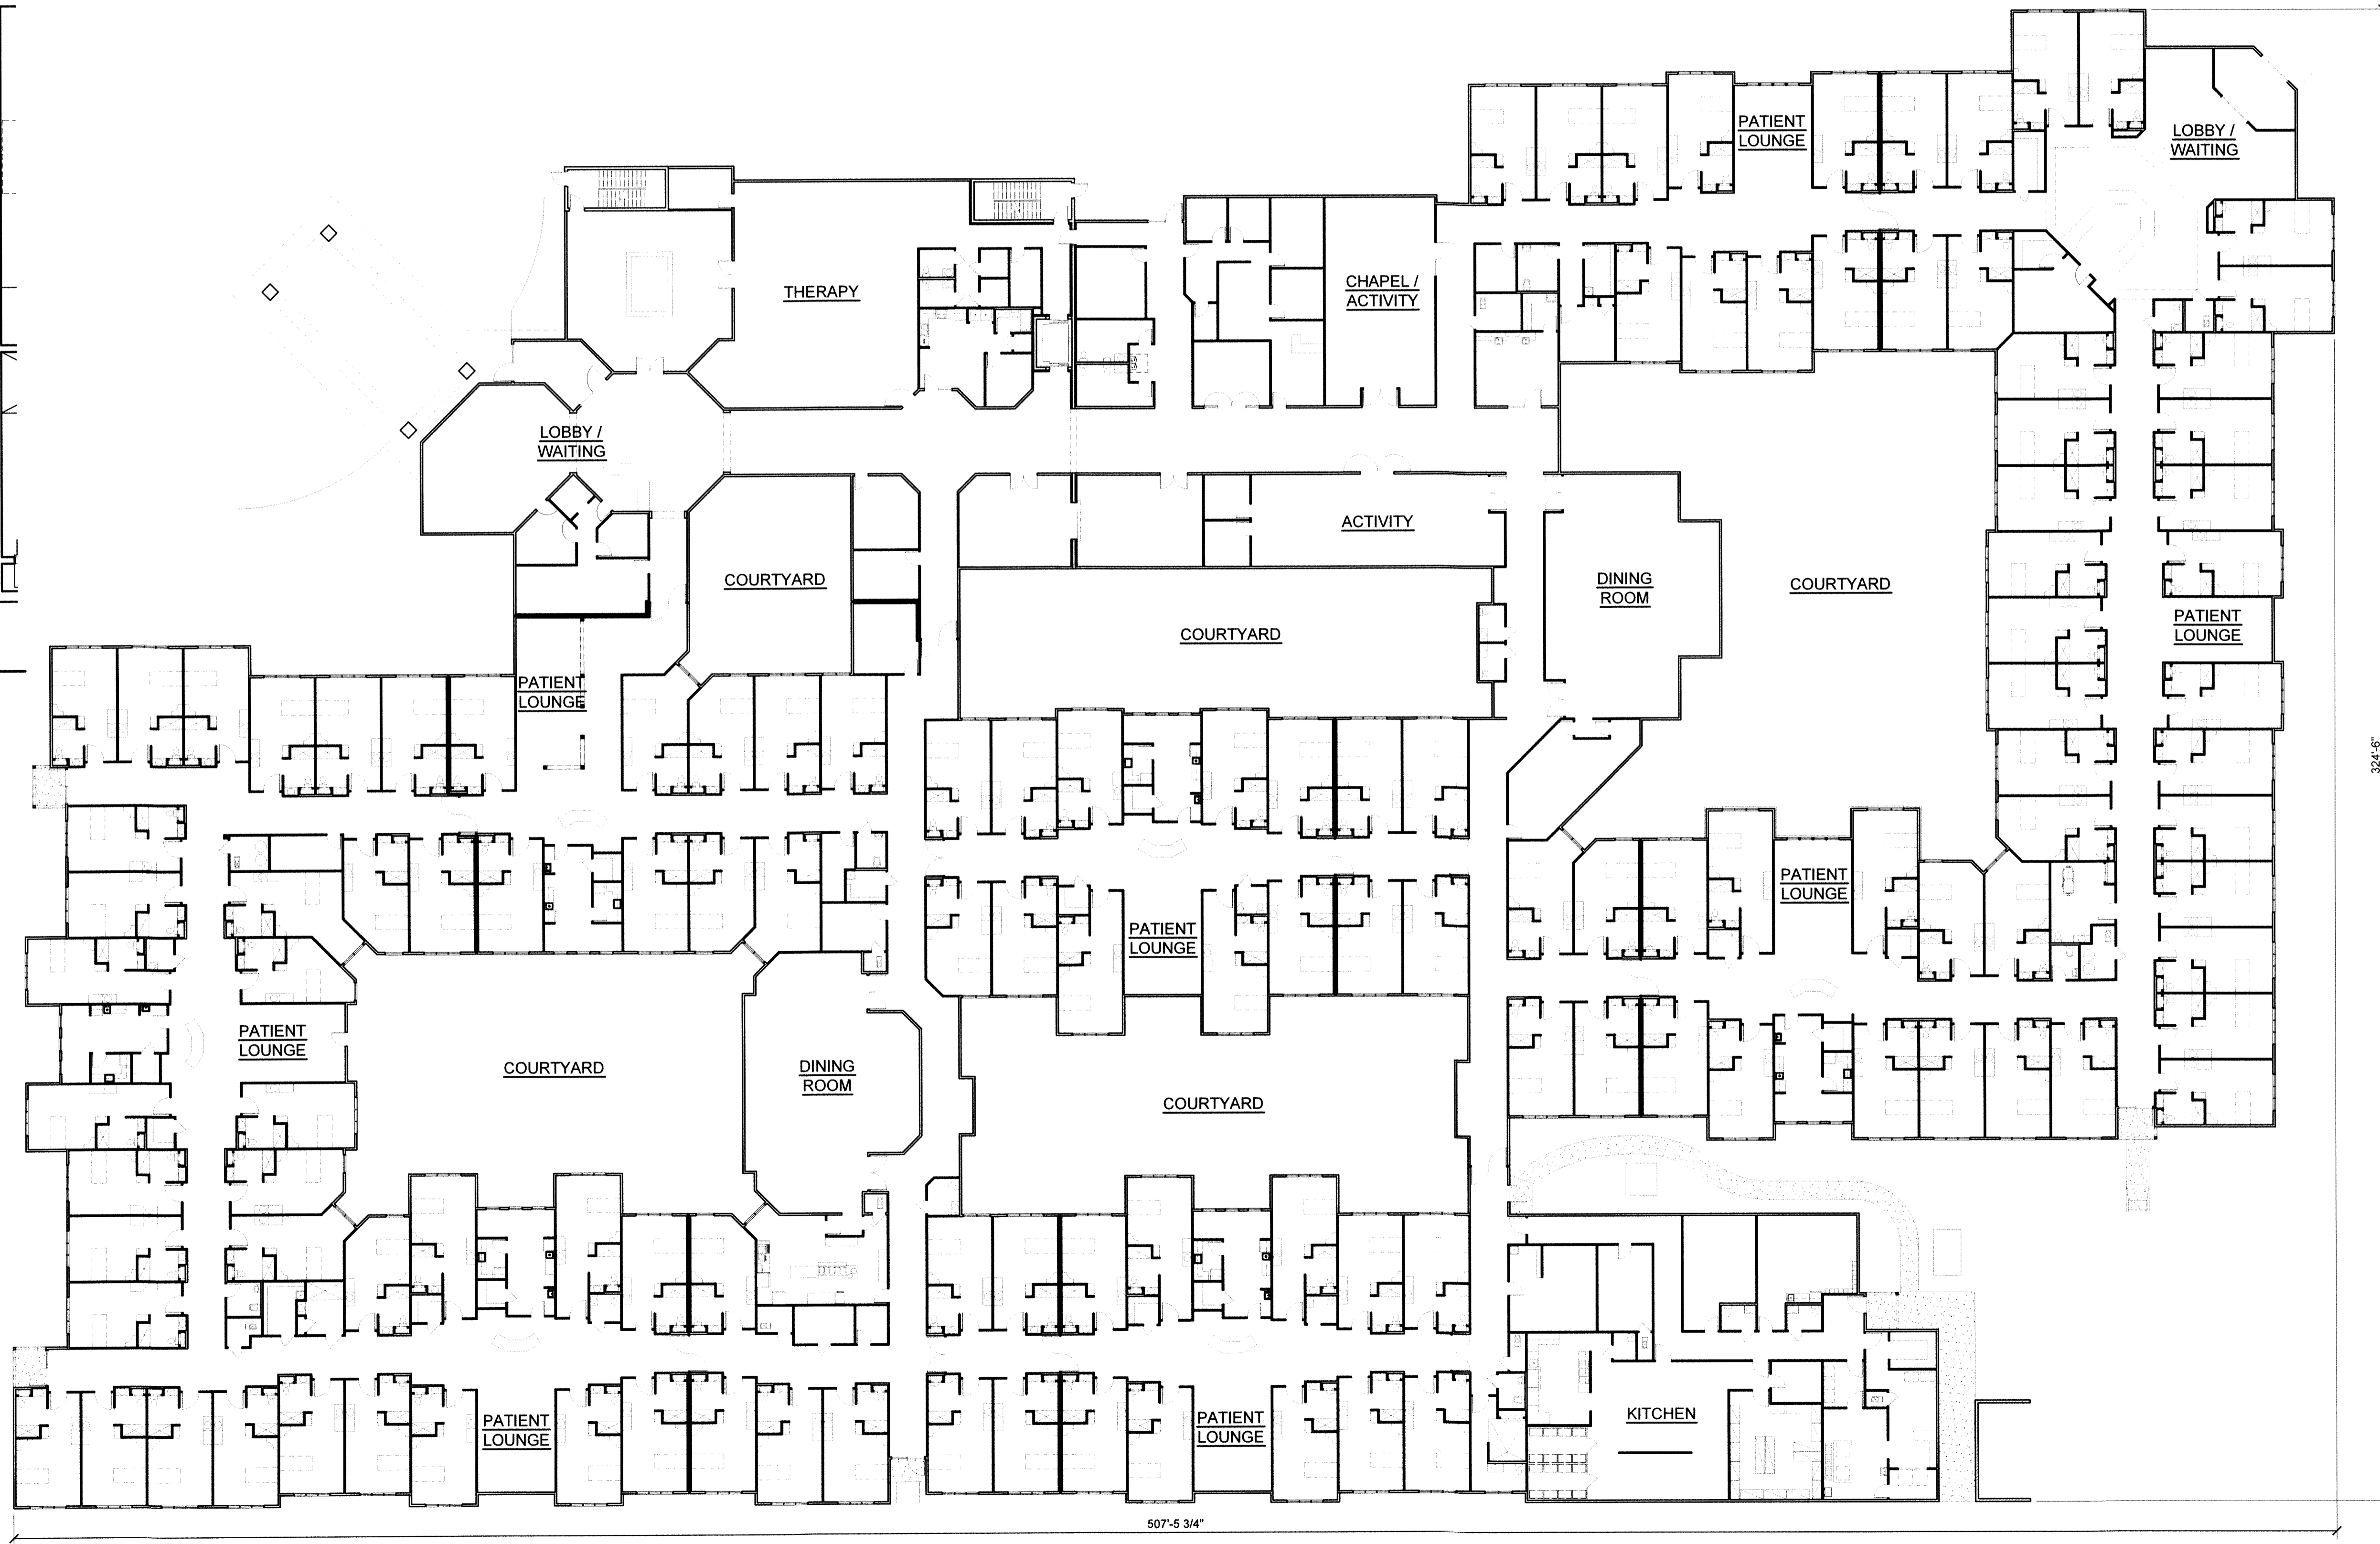 PATIENT
LOUNGE
LOBBY /
WAITING
THERAPY
CHAPEL /
ACTIVITY
LOBBY /
WAITING
ACTIVITY
COURTYARD
DINING
ROOM
COURTYARD
COURTYARD
PATIENT
LOUNGE
PATIENT
LOUNGE
324'-6"
PATIENT
LOUNGE
PATIENT
LOUNGE
PATIENT
LOUNGE
COURTYARD
DINING
ROOM
COURTYARD
PATIENT
LOUNGE
PATIENT
LOUNGE
KITCHEN
507'-5 3/4"